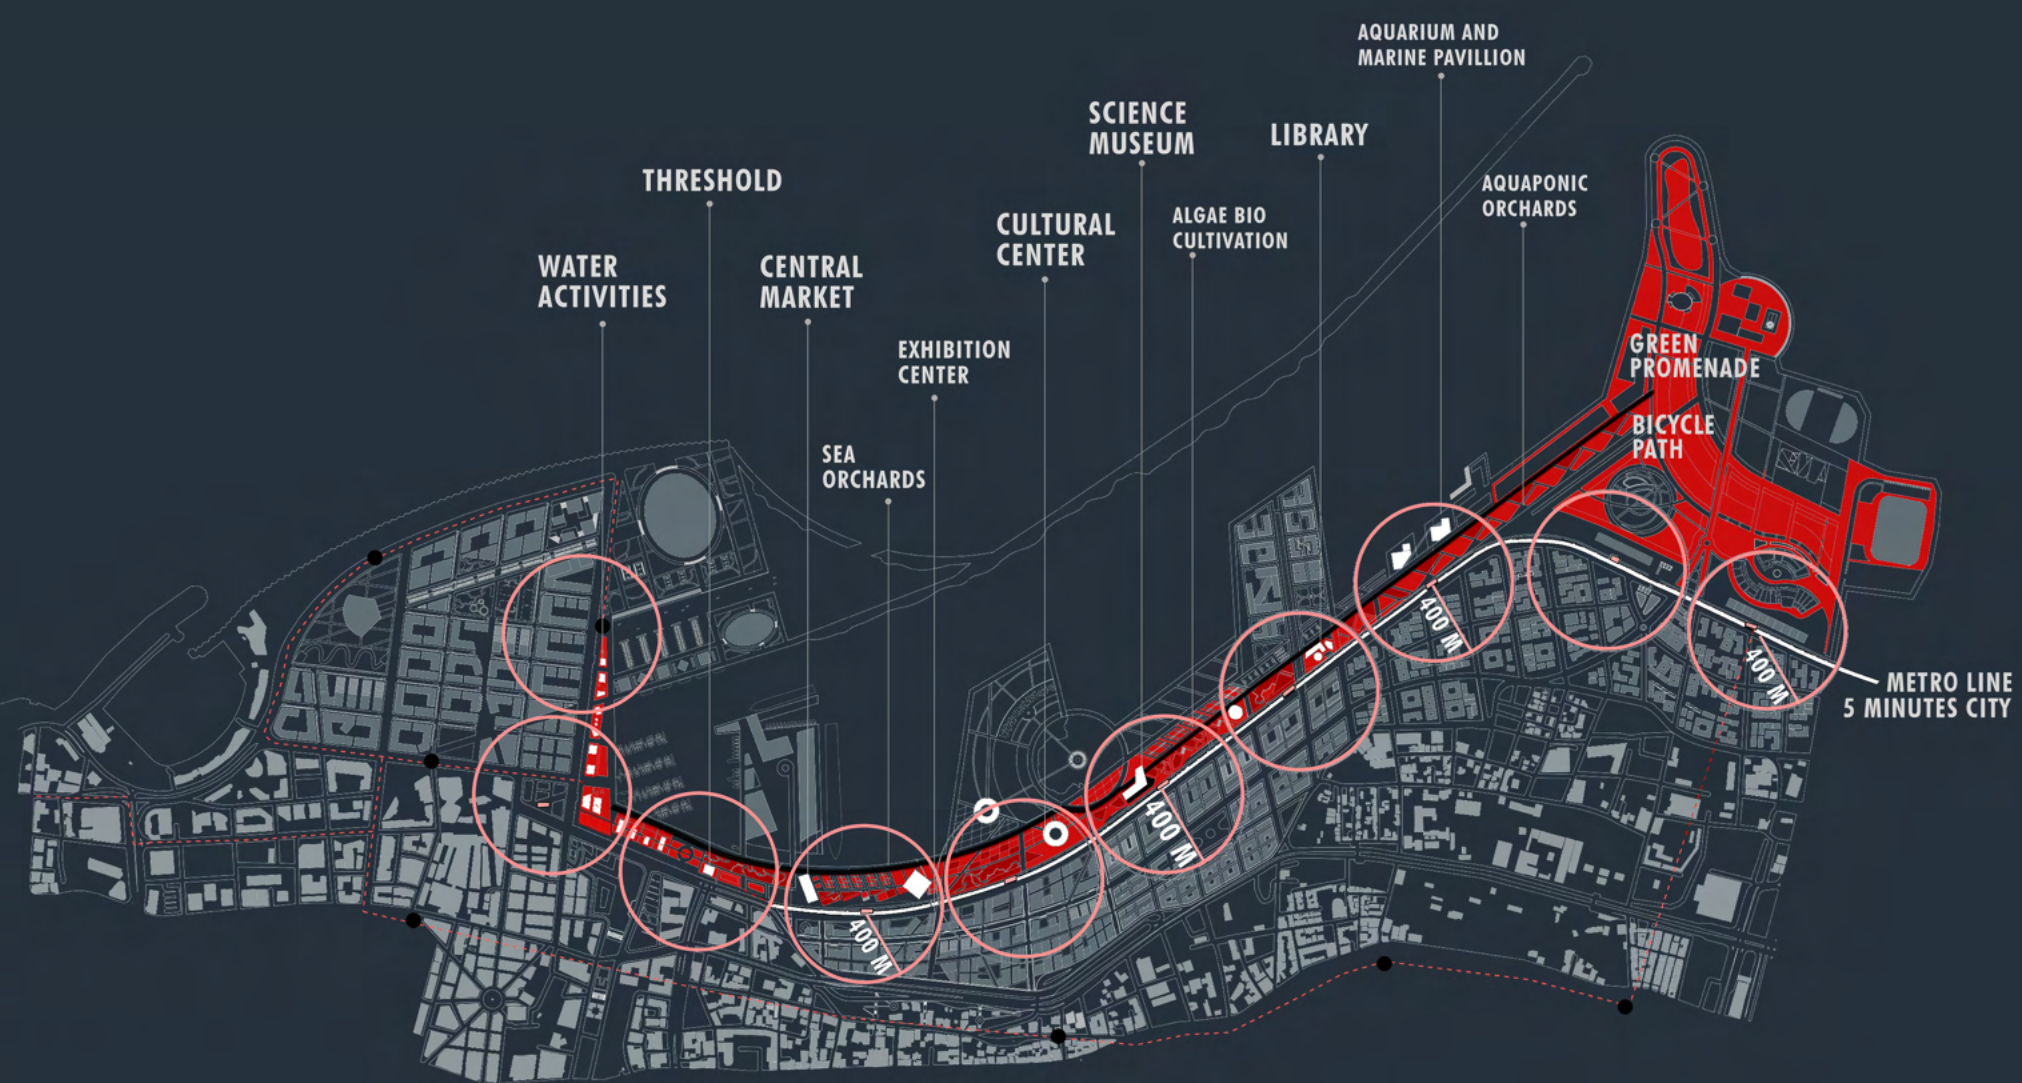 AQUARIUM AND
MARINE PAVILLION
SCIENCE
MUSEUM
LIBRARY
THRESHOLD
AQUAPONIC
ORCHARDS
CULTURAL
CENTER
ALGAE BIO
CULTIVATION
WATER
ACTIVITIES
CENTRAL
MARKET
EXHIBITION
CENTER
GREEN
PROMENADE
BICYCLE
PATH
SEA
ORCHARDS
400 M
400 M
METRO LINE
5 MINUTES CITY
400 M
400 M